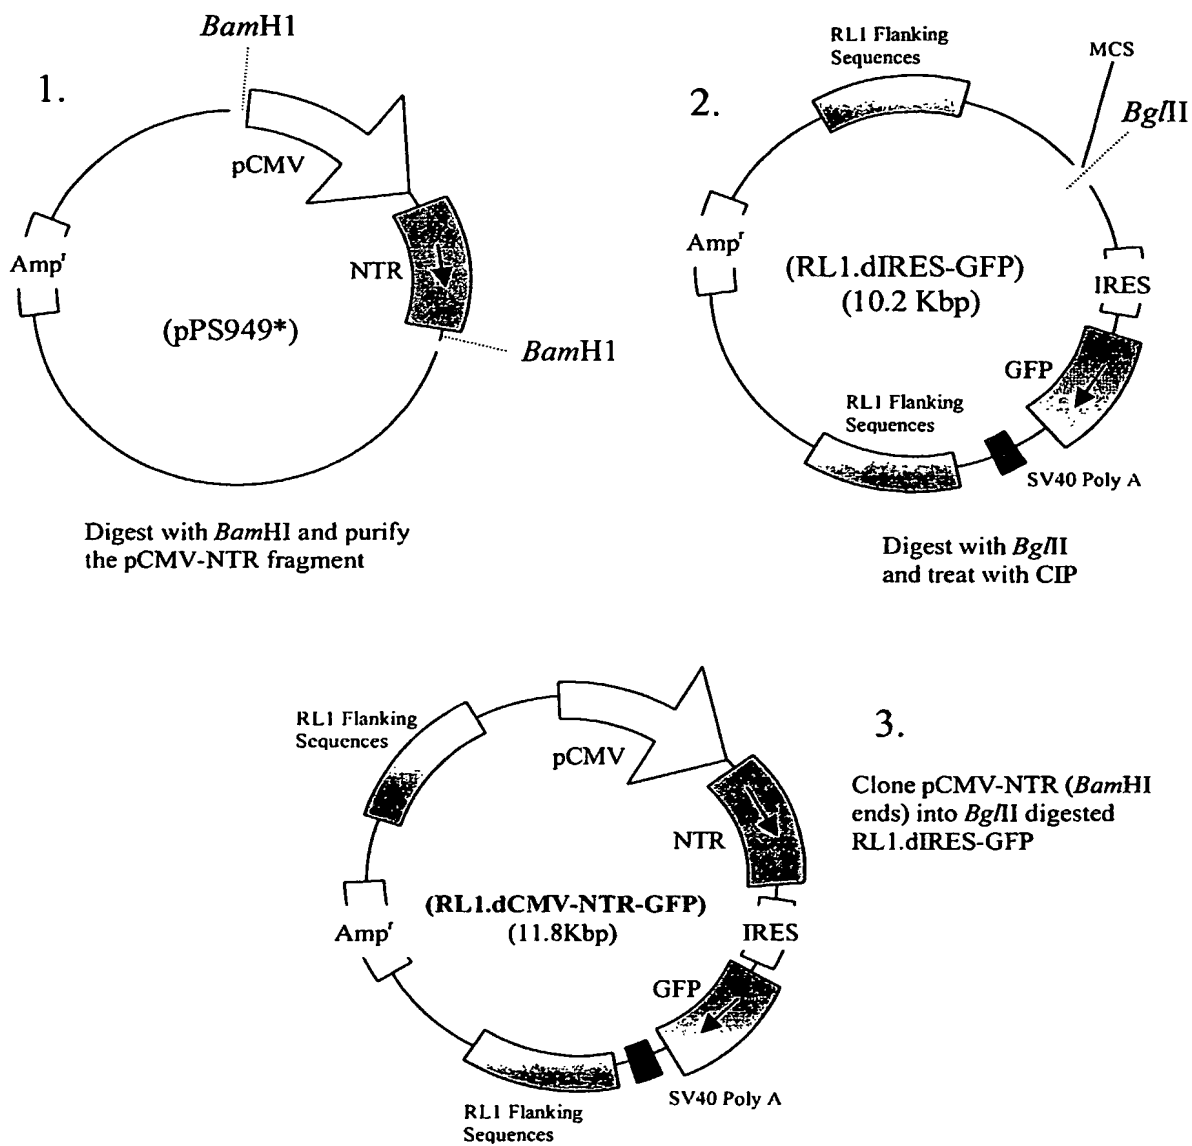 1.
BamH1
pCMV
NTR
Ampr
(pPS949*)
BamH1
Digest with BamHI and purify
the pCMV-NTR fragment
2.
RL1 Flanking
Sequences
MCS
BglII
Ampr
(RL1.dIRES-GFP)
(10.2 Kbp)
IRES
GFP
RL1 Flanking
Sequences
SV40 Poly A
Digest with BglII
and treat with CIP
3.
RL1 Flanking
Sequences
pCMV
NTR
Clone pCMV-NTR (BamHI
ends) into BglII digested
RL1.dIRES-GFP
(RL1.dCMV-NTR-GFP)
(11.8Kbp)
Ampr
IRES
GFP
SV40 Poly A
RL1 Flanking
Sequences